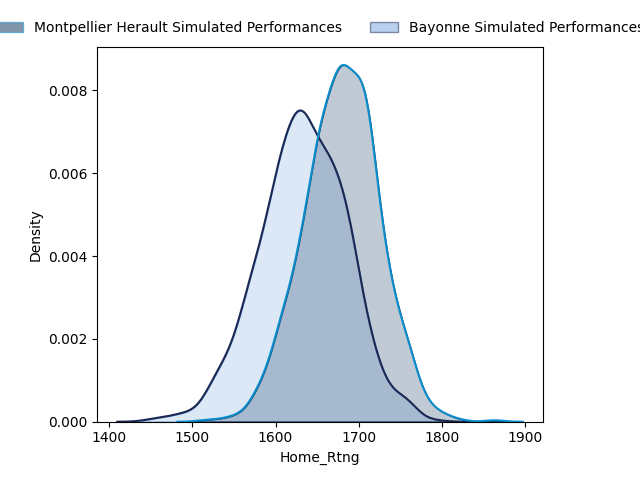 Montpellier Herault Simulated Performances Bayonne Simulated Performances
0.008
0.006
0.004
0.002
0.000
Density
1400 1500 1600 1700 1800 1900
Home_Rtng